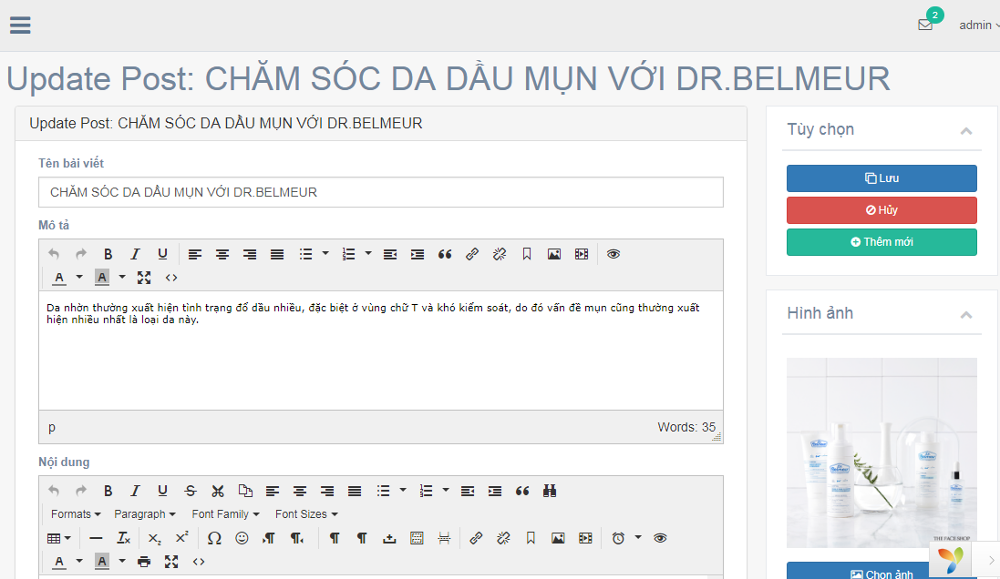 2
admin
Update Post: CHĂM SÓC DA DẦU MỤN VỚI DR.BELMEUR
Update Post: CHĂM SÓC DA DẦU MỤN VỚI DR.BELMEUR
Tên bài viết
CHĂM SÓC DA DẦU MỤN VỚI DR.BELMEUR
Mô tả
Da nhờn thường xuất hiện tình trạng đổ dầu nhiều, đặc biệt ở vùng chữ T và khó kiểm soát, do đó vấn đề mụn cũng thường xuất
hiện nhiều nhất là loại da này.
p
Words: 35
Nội dung
Formats Paragraph Font Family Font Sizes
Tùy chọn
Lưu
Hủy
Thêm mới
Hình ảnh
THE FACE SHOP
Chọn ảnh